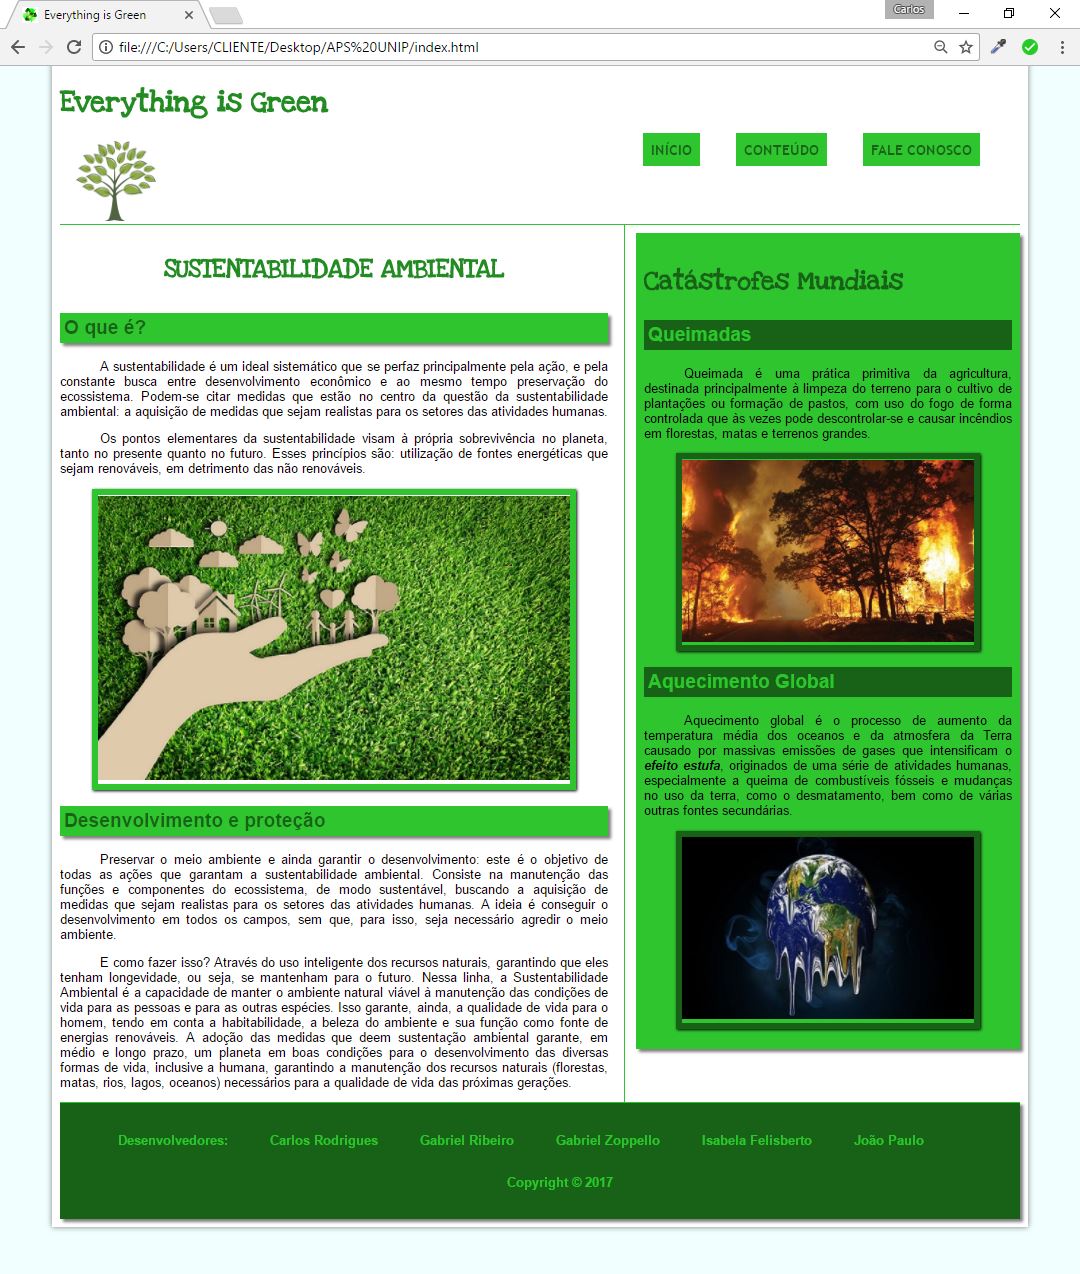 Everything is Green
Carlos
file:///C:/Users/CLIENTE/Desktop/APS%20UNIP/index.html
Everything is Green
INÍCIO CONTEÚDO FALE CONOSCO
SUSTENTABILIDADE AMBIENTAL
O que é?
A sustentabilidade é um ideal sistemático que se perfaz principalmente pela ação, e pela
constante busca entre desenvolvimento econômico e ao mesmo tempo preservação do
ecossistema. Podem-se citar medidas que estão no centro da questão da sustentabilidade
ambiental: a aquisição de medidas que sejam realistas para os setores das atividades humanas.
Os pontos elementares da sustentabilidade visam à própria sobrevivência no planeta,
tanto no presente quanto no futuro. Esses princípios são: utilização de fontes energéticas que
sejam renováveis, em detrimento das não renováveis.
Desenvolvimento e proteção
Preservar o meio ambiente e ainda garantir o desenvolvimento: este é o objetivo de
todas as ações que garantam a sustentabilidade ambiental. Consiste na manutenção das
funções e componentes do ecossistema, de modo sustentável, buscando a aquisição de
medidas que sejam realistas para os setores das atividades humanas. A ideia é conseguir o
desenvolvimento em todos os campos, sem que, para isso, seja necessário agredir o meio
ambiente.
E como fazer isso? Através do uso inteligente dos recursos naturais, garantindo que eles
tenham longevidade, ou seja, se mantenham para o futuro. Nessa linha, a Sustentabilidade
Ambiental é a capacidade de manter o ambiente natural viável à manutenção das condições de
vida para as pessoas e para as outras espécies. Isso garante, ainda, a qualidade de vida para o
homem, tendo em conta a habitabilidade, a beleza do ambiente e sua função como fonte de
energias renováveis. A adoção das medidas que deem sustentação ambiental garante, em
médio e longo prazo, um planeta em boas condições para o desenvolvimento das diversas
formas de vida, inclusive a humana, garantindo a manutenção dos recursos naturais (florestas,
matas, rios, lagos, oceanos) necessários para a qualidade de vida das próximas gerações.
Catástrofes Mundiais
Queimadas
Queimada é uma prática primitiva da agricultura,
destinada principalmente à limpeza do terreno para o cultivo de
plantações ou formação de pastos, com uso do fogo de forma
controlada que às vezes pode descontrolar-se e causar incêndios
em florestas, matas e terrenos grandes.
Aquecimento Global
Aquecimento global é o processo de aumento da
temperatura média dos oceanos e da atmosfera da Terra
causado por massivas emissões de gases que intensificam o
efeito estufa, originados de uma série de atividades humanas,
especialmente a queima de combustíveis fósseis e mudanças
no uso da terra, como o desmatamento, bem como de várias
outras fontes secundárias.
Desenvolvedores: Carlos Rodrigues Gabriel Ribeiro Gabriel Zoppello Isabela Felisberto João Paulo
Copyright © 2017